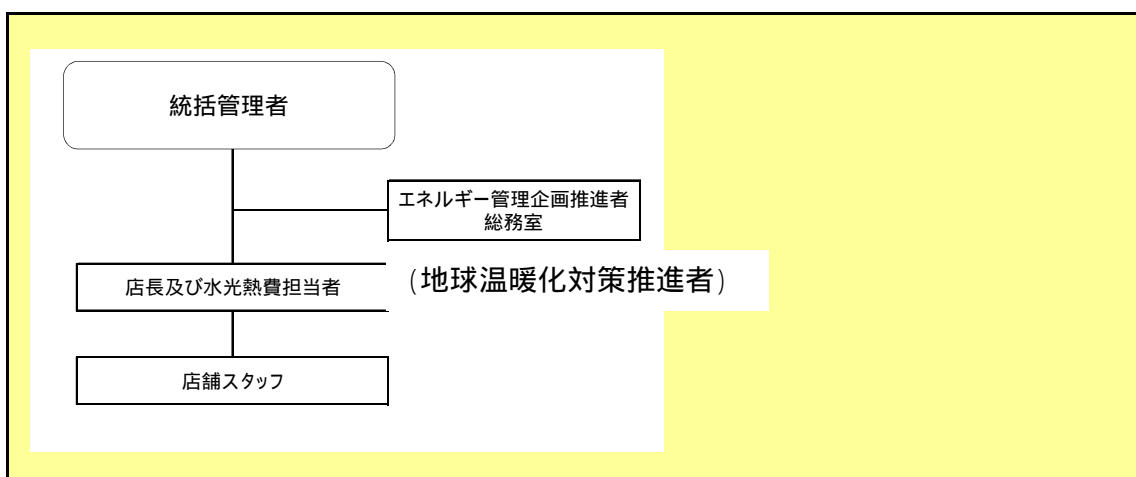 統括管理者
エネルギー管理企画推進者
総務室
店長及び水光熱費担当者
(地球温暖化対策推進者)
店舗スタッフ